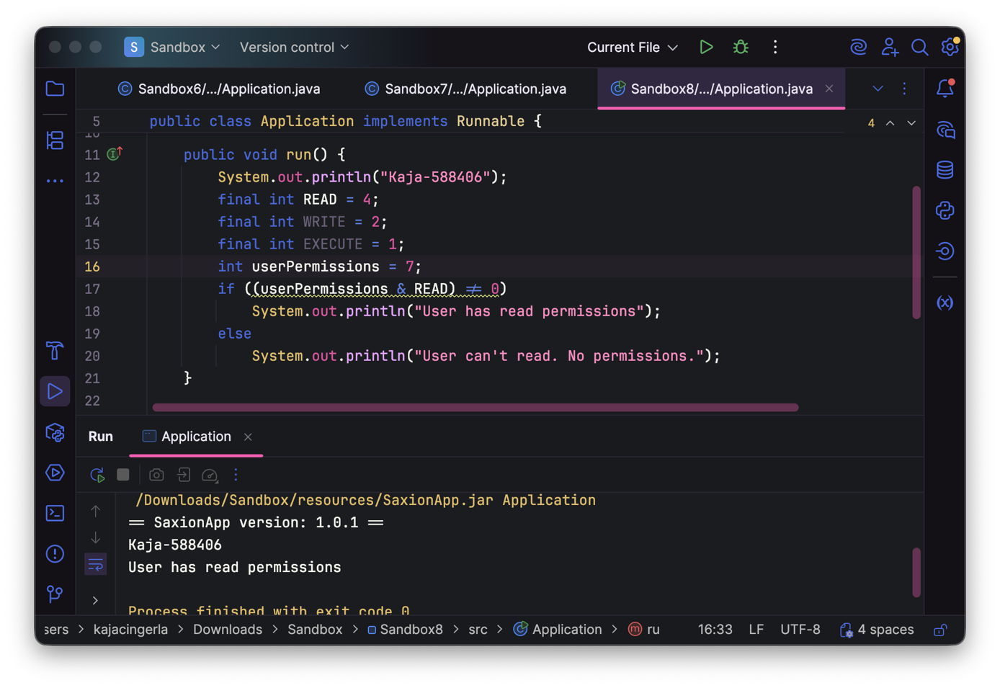 S Sandbox Version control Current File
Sandbox6/.../Application.java Sandbox7/.../Application.java Sandbox8/.../Application.java
5 public class Application implements Runnable { 4
11 public void run() {
12 System.out.println("Kaja-588406");
13 final int READ = 4;
14 final int WRITE = 2;
15 final int EXECUTE = 1;
16 int userPermissions = 7;
17 if ((userPermissions & READ) != 0)
18 System.out.println("User has read permissions");
19 else
20 System.out.println("User can't read. No permissions.");
21 }
22
Run Application
/Downloads/Sandbox/resources/SaxionApp.jar Application
== SaxionApp version: 1.0.1 ==
Kaja-588406
User has read permissions
Process finished with exit code 0
sers > kajacingerla > Downloads > Sandbox > Sandbox8 > src > Application > m ru 16:33 LF UTF-8 4 spaces